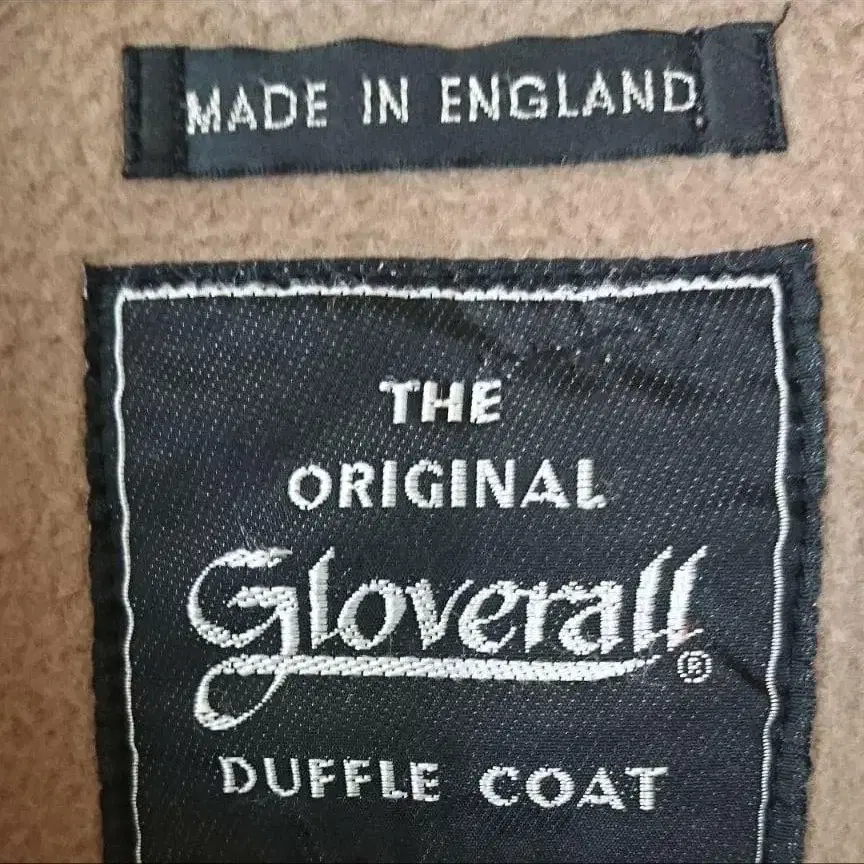 MADE IN ENGLAND
THE
ORIGINAL
Gloverall®
DUFFLE COAT